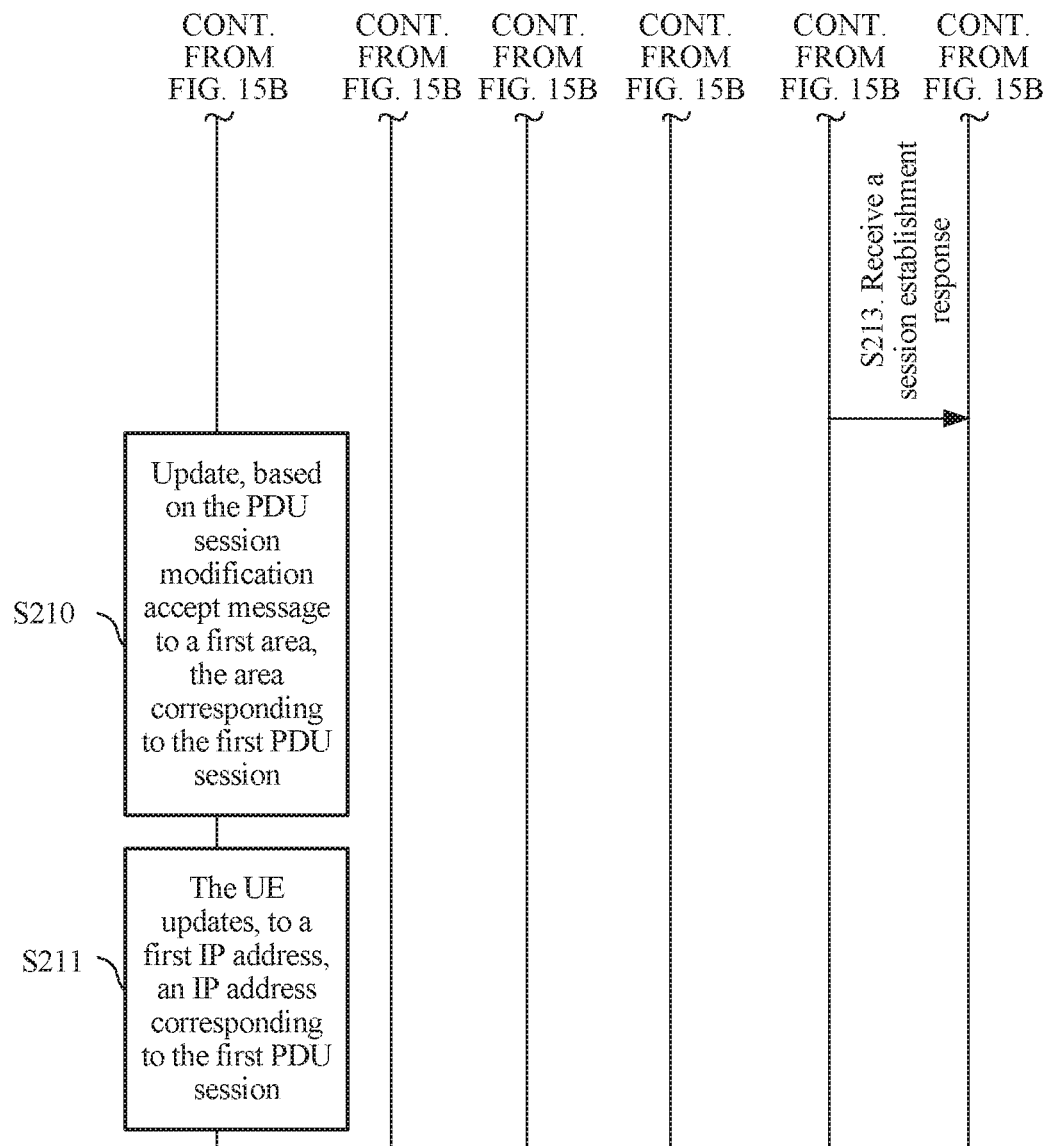 CONT.
FROM
FIG. 15B
CONT.
FROM
FIG. 15B
CONT.
FROM
FIG. 15B
CONT.
FROM
FIG. 15B
CONT.
FROM
FIG. 15B
CONT.
FROM
FIG. 15B
S213. Receive a
session establishment
response
S210
Update, based
on the PDU
session
modification
accept message
to a first area,
the area
corresponding
to the first PDU
session
S211
The UE
updates, to a
first IP address,
an IP address
corresponding
to the first PDU
session